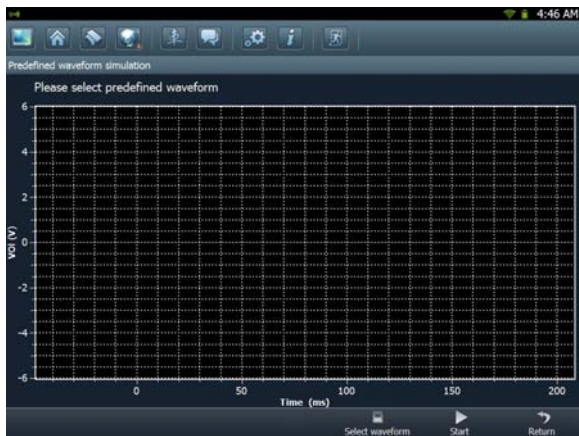 4:46 AM
Predefined waveform simulation
Please select predefined waveform
6
4
2
0
-2
-4
-6
Vol (V)
0 50 100 150 200
Time (ms)
Select waveform Start Return